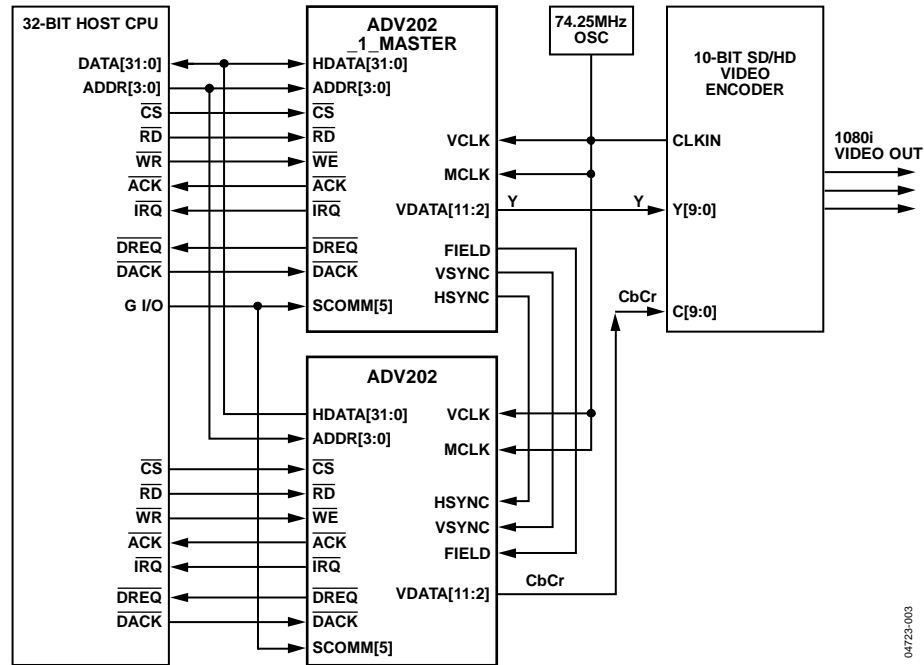 32-BIT HOST CPU
DATA[31:0]
ADDR[3:0]
CS
RD
WR
ACK
IRQ
DREQ
DACK
G I/O
CS
RD
WR
ACK
IRQ
DREQ
DACK
ADV202
_1_MASTER
HDATA[31:0]
ADDR[3:0]
CS
RD
WE
ACK
IRQ
DREQ
DACK
SCOMM[5]
VCLK
MCLK
VDATA[11:2]
FIELD
VSYNC
HSYNC
ADV202
HDATA[31:0]
ADDR[3:0]
CS
RD
WE
ACK
IRQ
DREQ
DACK
SCOMM[5]
VCLK
MCLK
HSYNC
VSYNC
FIELD
VDATA[11:2]
74.25MHz
OSC
Y
Y
CbCr
CbCr
10-BIT SD/HD
VIDEO
ENCODER
CLKIN
Y[9:0]
C[9:0]
1080i
VIDEO OUT
04723-003